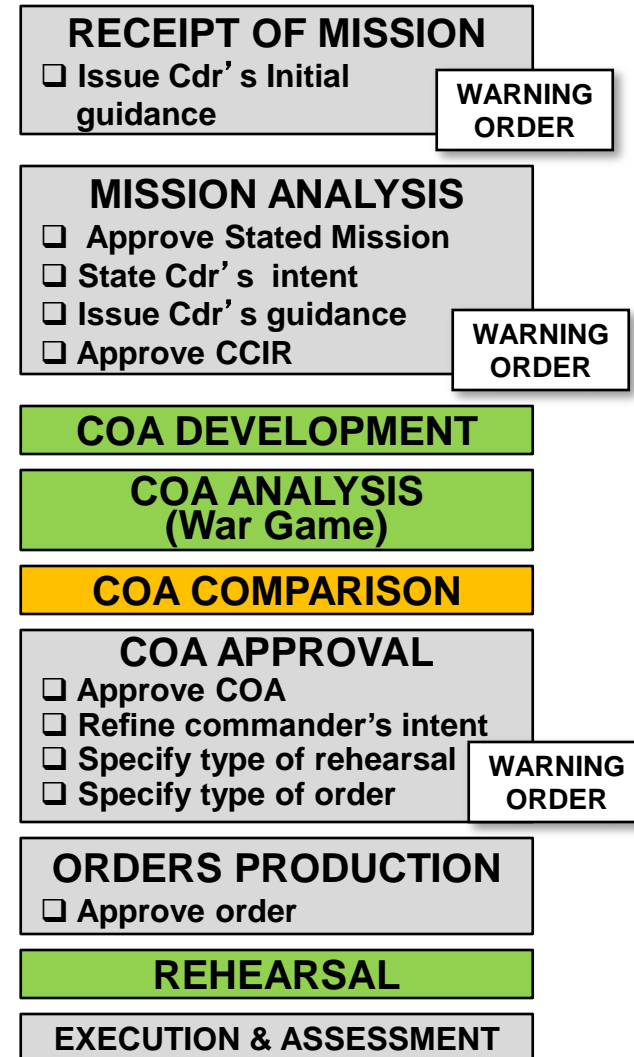 RECEIPT OF MISSION
❑ Issue Cdr’s Initial
guidance
WARNING
ORDER
MISSION ANALYSIS
❑ Approve Stated Mission
❑ State Cdr’s intent
❑ Issue Cdr’s guidance
❑ Approve CCIR
WARNING
ORDER
COA DEVELOPMENT
COA ANALYSIS
(War Game)
COA COMPARISON
COA APPROVAL
❑ Approve COA
❑ Refine commander’s intent
❑ Specify type of rehearsal
❑ Specify type of order
WARNING
ORDER
ORDERS PRODUCTION
❑ Approve order
REHEARSAL
EXECUTION & ASSESSMENT